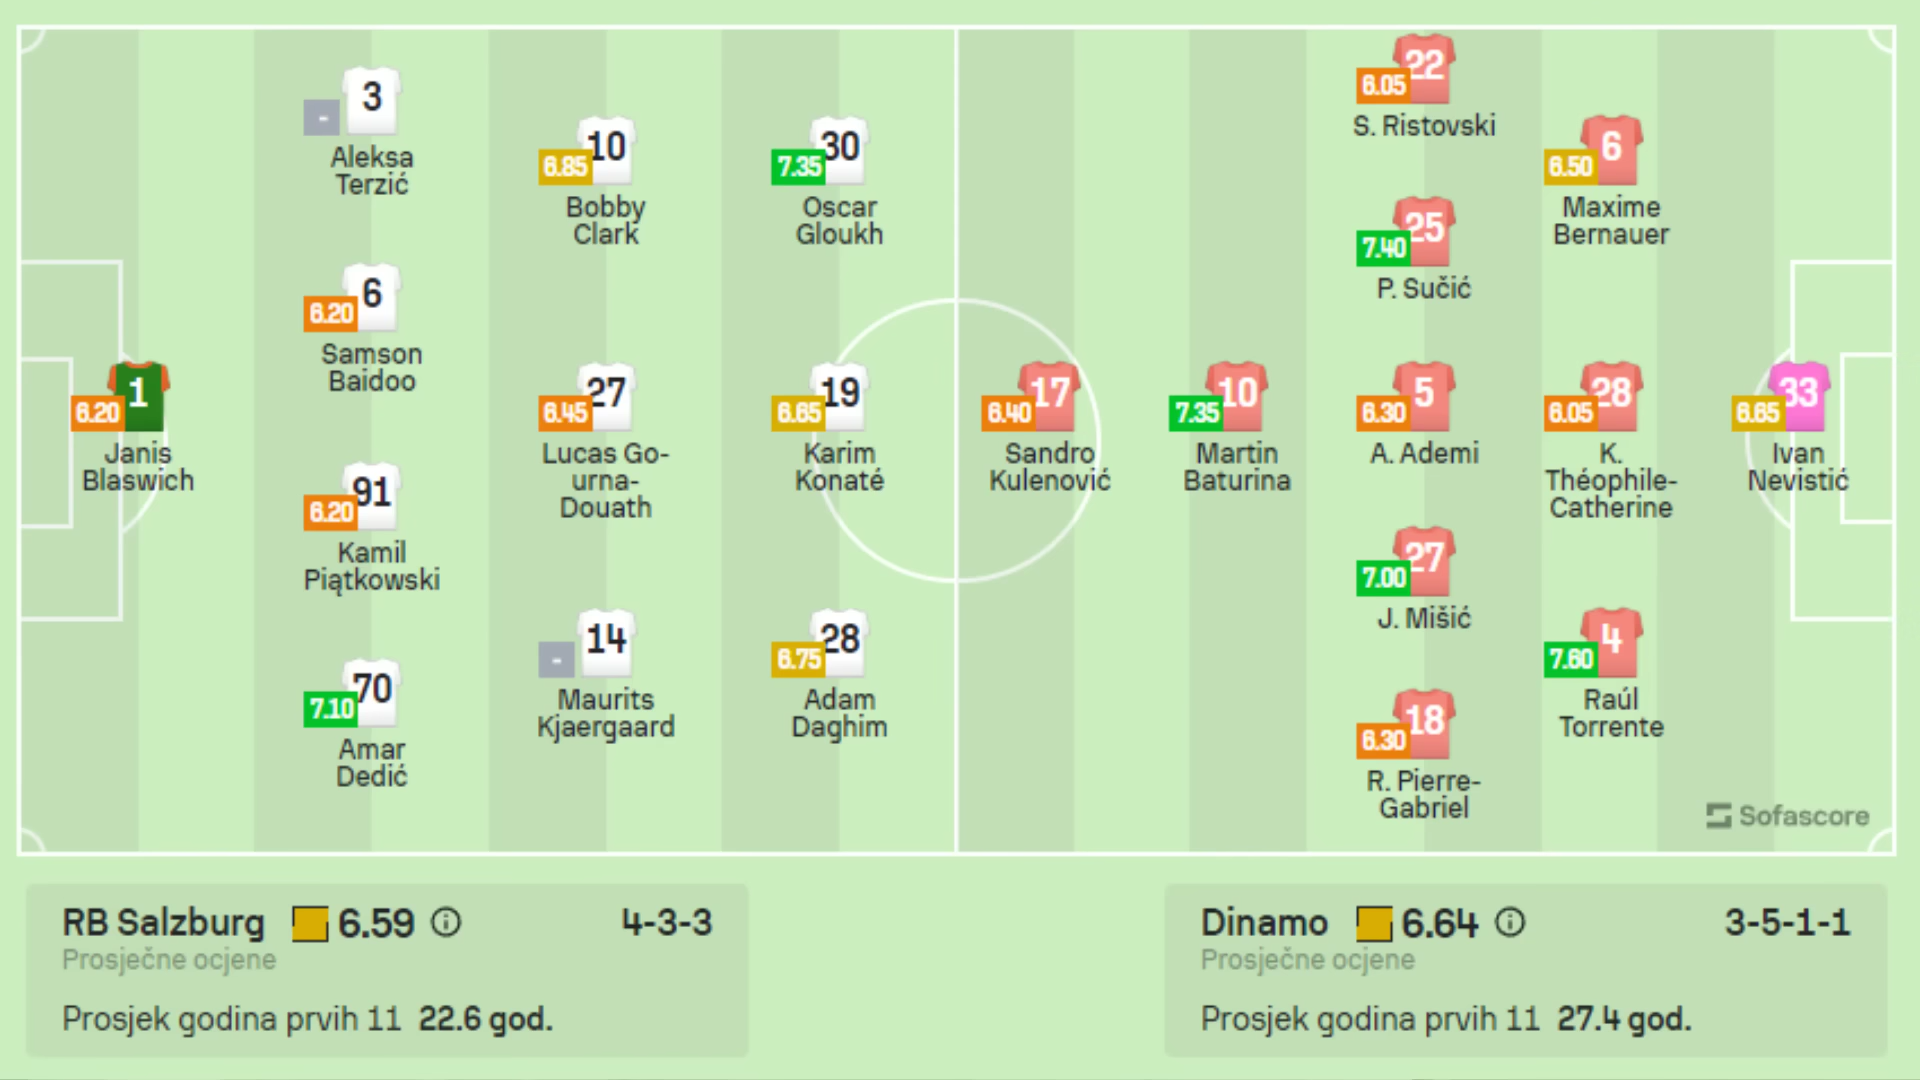 3
-
Aleksa
Terzić
6
6.20
Samson
Baidoo
1
6.20
Janis
Blaswich
91
6.20
Kamil
Piątkowski
70
7.10
Amar
Dedić
10
6.85
Bobby
Clark
27
6.45
Lucas Go-
urna-
Douath
14
-
Maurits
Kjaergaard
30
7.35
Oscar
Gloukh
19
6.65
Karim
Konaté
28
6.75
Adam
Daghim
17
6.40
Sandro
Kulenović
10
7.35
Martin
Baturina
22
6.05
S. Ristovski
25
7.40
P. Sučić
5
6.30
A. Ademi
27
7.00
J. Mišić
18
6.30
R. Pierre-
Gabriel
6
6.50
Maxime
Bernauer
28
6.05
K.
Théophile-
Catherine
4
7.60
Raúl
Torrente
33
6.65
Ivan
Nevistić
Sofascore
RB Salzburg 6.59 4-3-3
Prosječne ocjene
Prosjek godina prvih 11 22.6 god.
Dinamo 6.64 3-5-1-1
Prosječne ocjene
Prosjek godina prvih 11 27.4 god.